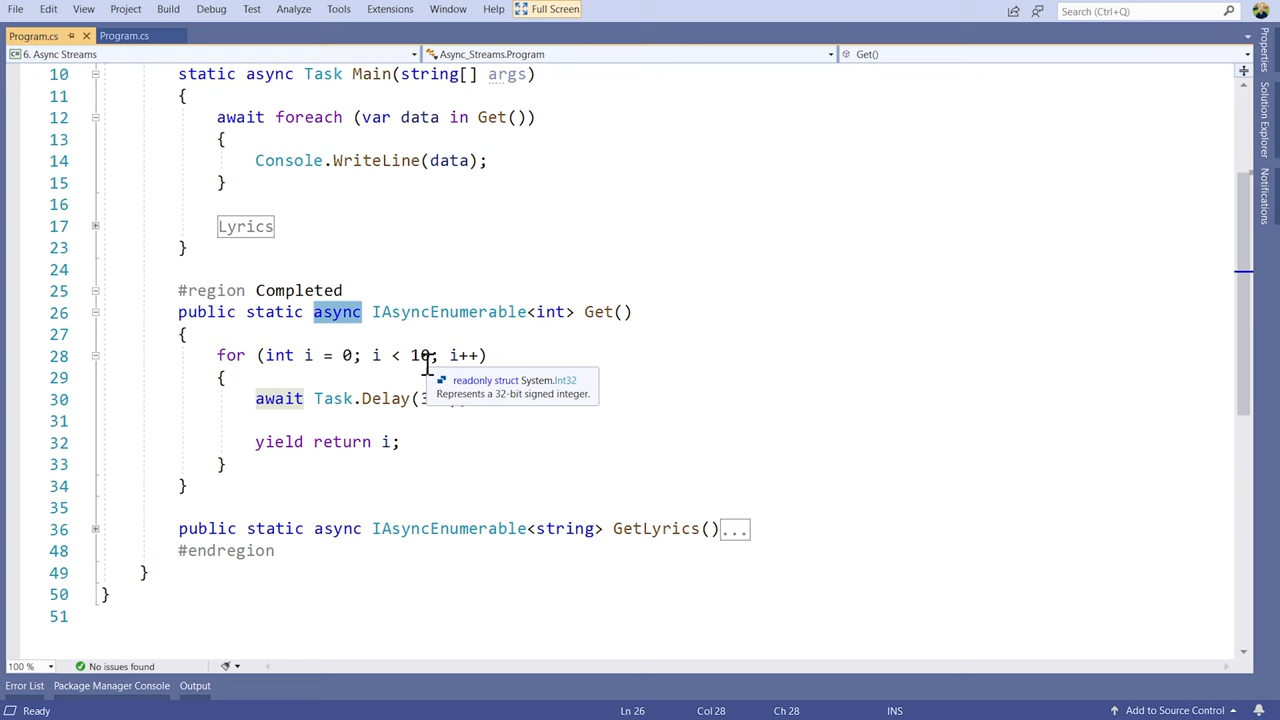 File Edit View Project Build Debug Test Analyze Tools Extensions Window Help Full Screen Search (Ctrl+Q)
Program.cs Program.cs
6. Async Streams Async_Streams.Program Get()
10 static async Task Main(string[] args)
11 {
12 await foreach (var data in Get())
13 {
14 Console.WriteLine(data);
15 }
16
17 Lyrics
23 }
24
25 #region Completed
26 public static async IAsyncEnumerable<int> Get()
27 {
28 for (int i = 0; i < 10; i++)
29 {
readonly struct System.Int32
Represents a 32-bit signed integer.
30 await Task.Delay(
31
32 yield return i;
33 }
34 }
35
36 public static async IAsyncEnumerable<string> GetLyrics()...
48 #endregion
49 }
50 }
51
Properties
Solution Explorer
Notifications
100 % No issues found
Error List Package Manager Console Output
Ready Ln 26 Col 28 Ch 28 INS Add to Source Control